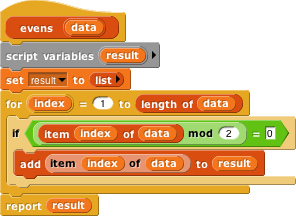 evens data
script variables result
set result to list
for index = 1 to length of data
if item index of data mod 2 = 0
add item index of data to result
report result